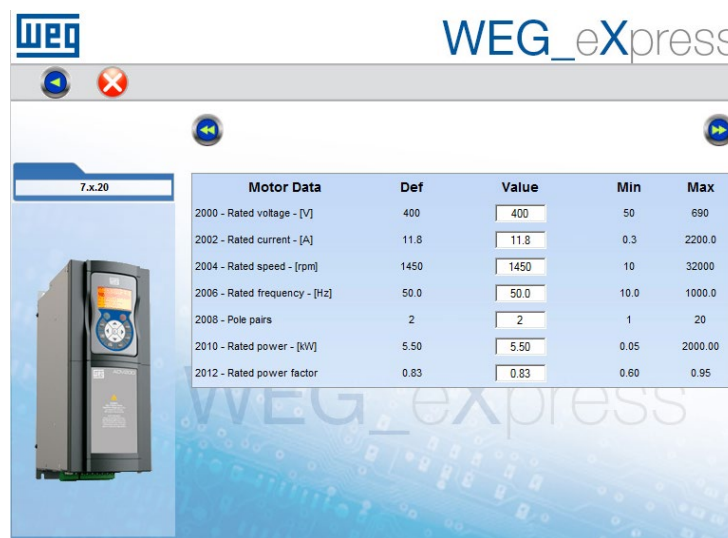 weg
WEG_eXpress
7.x.20
Motor Data Def Value Min Max
2000 - Rated voltage - [V] 400 400 50 690
2002 - Rated current - [A] 11.8 11.8 0.3 2200.0
2004 - Rated speed - [rpm] 1450 1450 10 32000
2006 - Rated frequency - [Hz] 50.0 50.0 10.0 1000.0
2008 - Pole pairs 2 2 1 20
2010 - Rated power - [kW] 5.50 5.50 0.05 2000.00
2012 - Rated power factor 0.83 0.83 0.60 0.95
WEG_eXpress